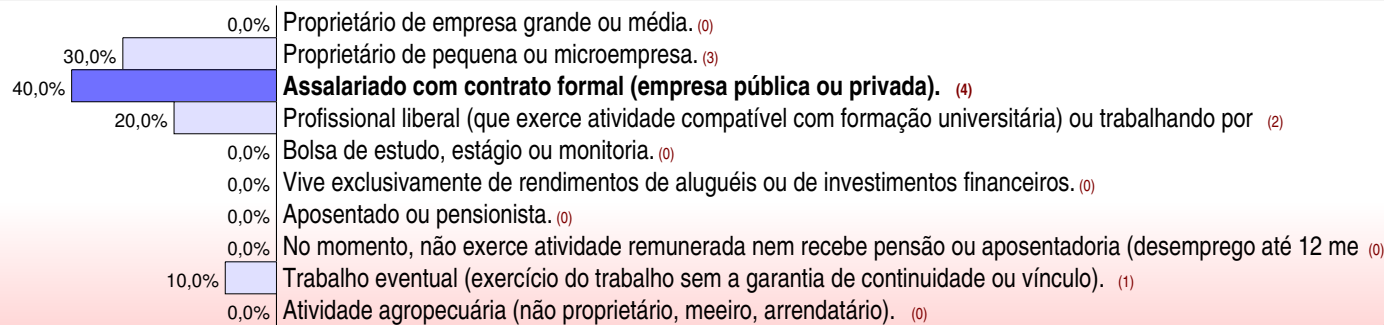 0,0% Proprietário de empresa grande ou média. (0)
30,0% Proprietário de pequena ou microempresa. (3)
40,0% Assalariado com contrato formal (empresa pública ou privada). (4)
20,0% Profissional liberal (que exerce atividade compatível com formação universitária) ou trabalhando por (2)
0,0% Bolsa de estudo, estágio ou monitoria. (0)
0,0% Vive exclusivamente de rendimentos de aluguéis ou de investimentos financeiros. (0)
0,0% Aposentado ou pensionista. (0)
0,0% No momento, não exerce atividade remunerada nem recebe pensão ou aposentadoria (desemprego até 12 me (0)
10,0% Trabalho eventual (exercício do trabalho sem a garantia de continuidade ou vínculo). (1)
0,0% Atividade agropecuária (não proprietário, meeiro, arrendatário). (0)